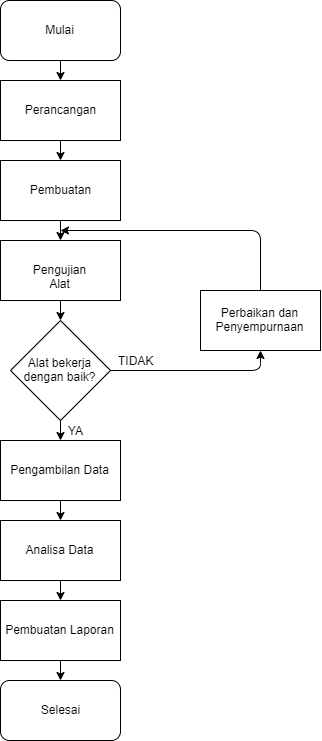 Mulai
Perancangan
Pembuatan
Pengujian
Alat
Perbaikan dan
Penyempurnaan
Alat bekerja
dengan baik?
TIDAK
YA
Pengambilan Data
Analisa Data
Pembuatan Laporan
Selesai